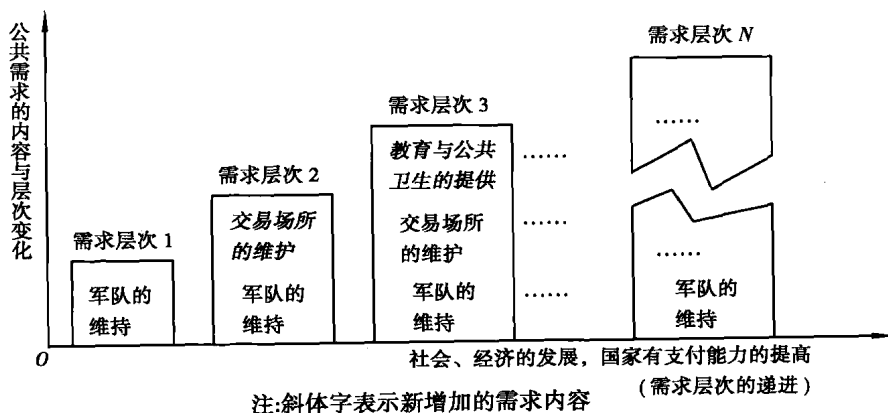 公共需求的内容与层次变化
需求层次 N
……
……
军队的
维持
需求层次 3
教育与公共
卫生的提供
交易场所
的维护
军队的
维持
……
……
……
需求层次 2
交易场所
的维护
军队的
维持
需求层次 1
军队的
维持
O
社会、经济的发展，国家有支付能力的提高
(需求层次的递进)
注:斜体字表示新增加的需求内容